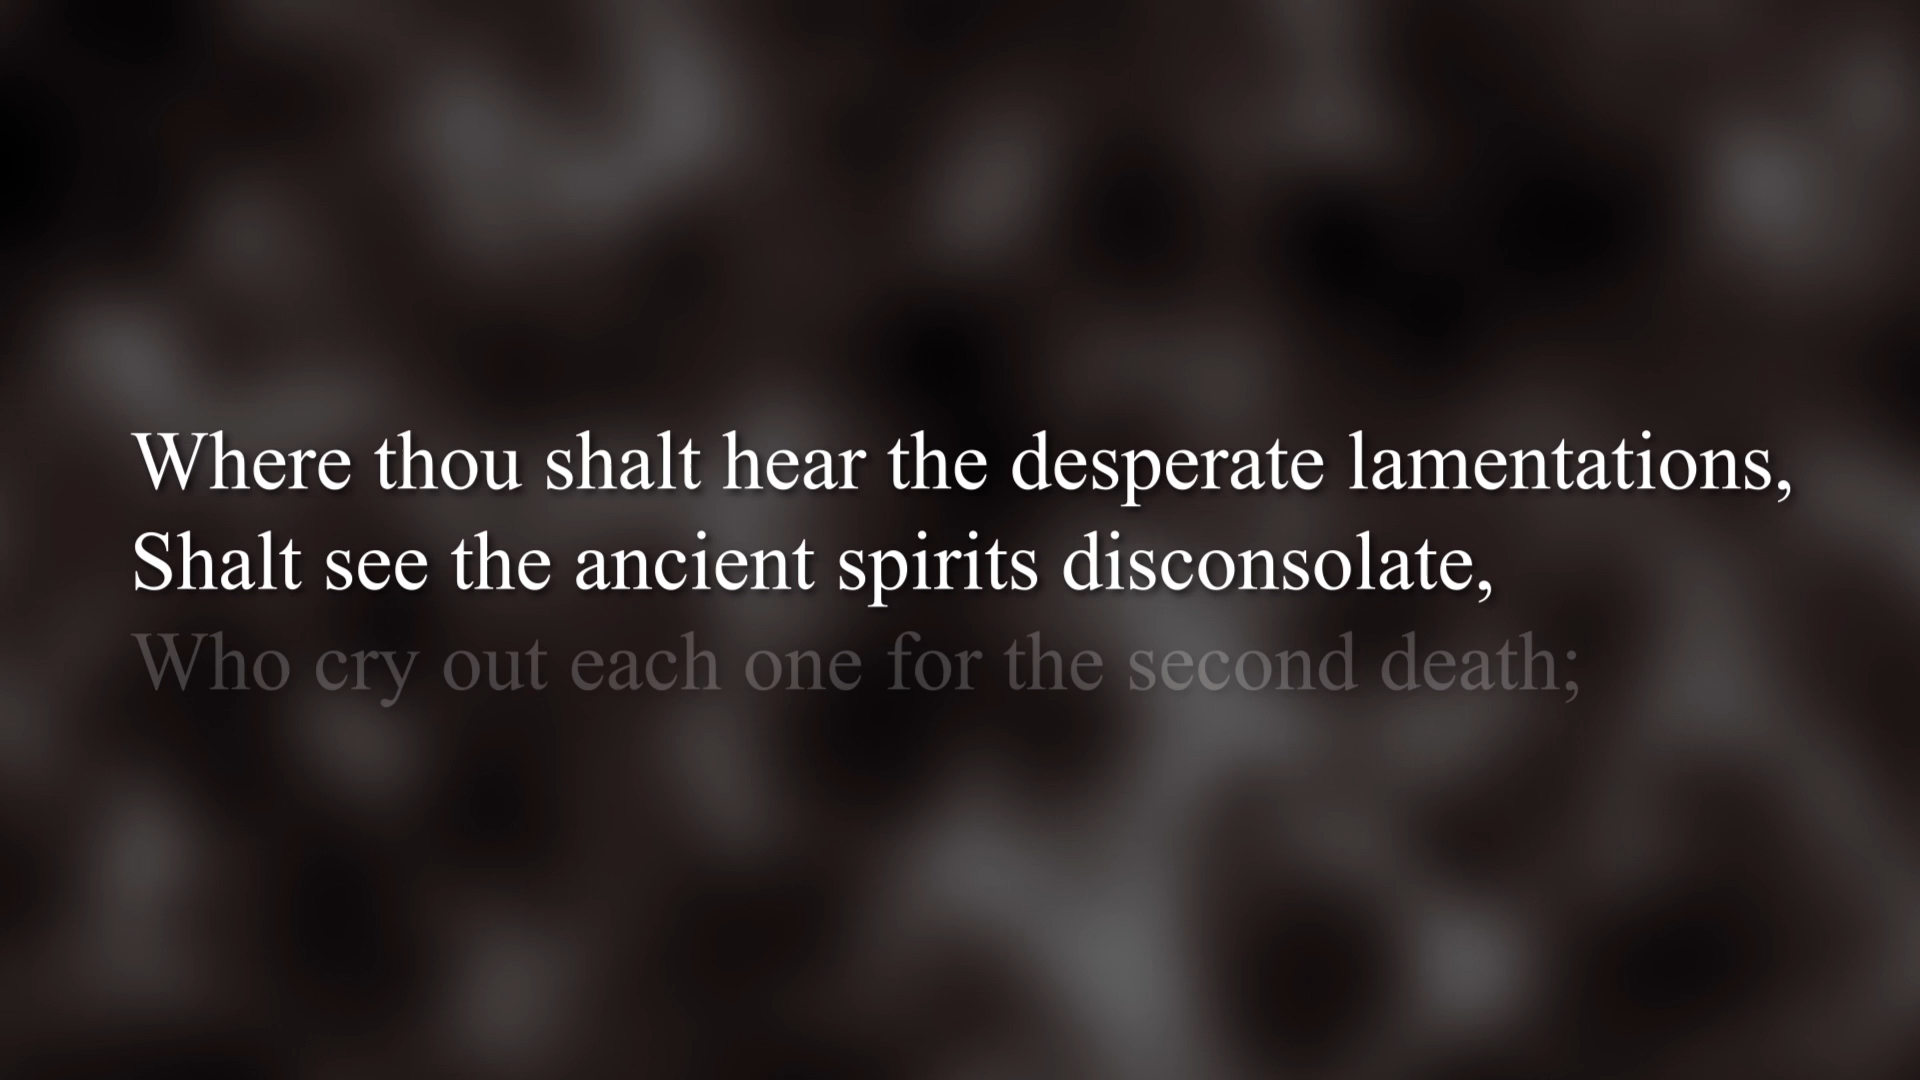 Where thou shalt hear the desperate lamentations,
Shalt see the ancient spirits disconsolate,
Who cry out each one for the second death;